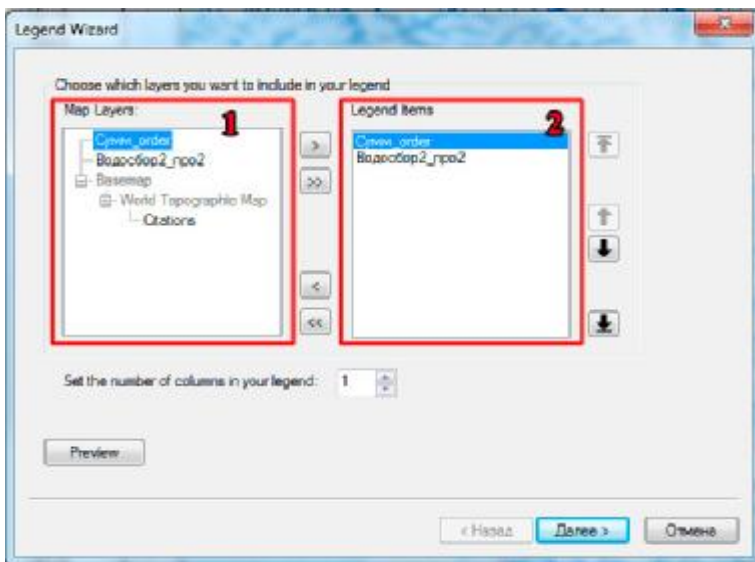 Legend Wizard
Choose which layers you want to include in your legend
Map Layers:
1
_order
Водосбор2_про2
Basemap
World Topographic Map
Citations
>
>>
<
<<
Legend Items
2
_order
Водосбор2_про2
Set the number of columns in your legend:
1
Preview
< Назад
Далее >
Отмена